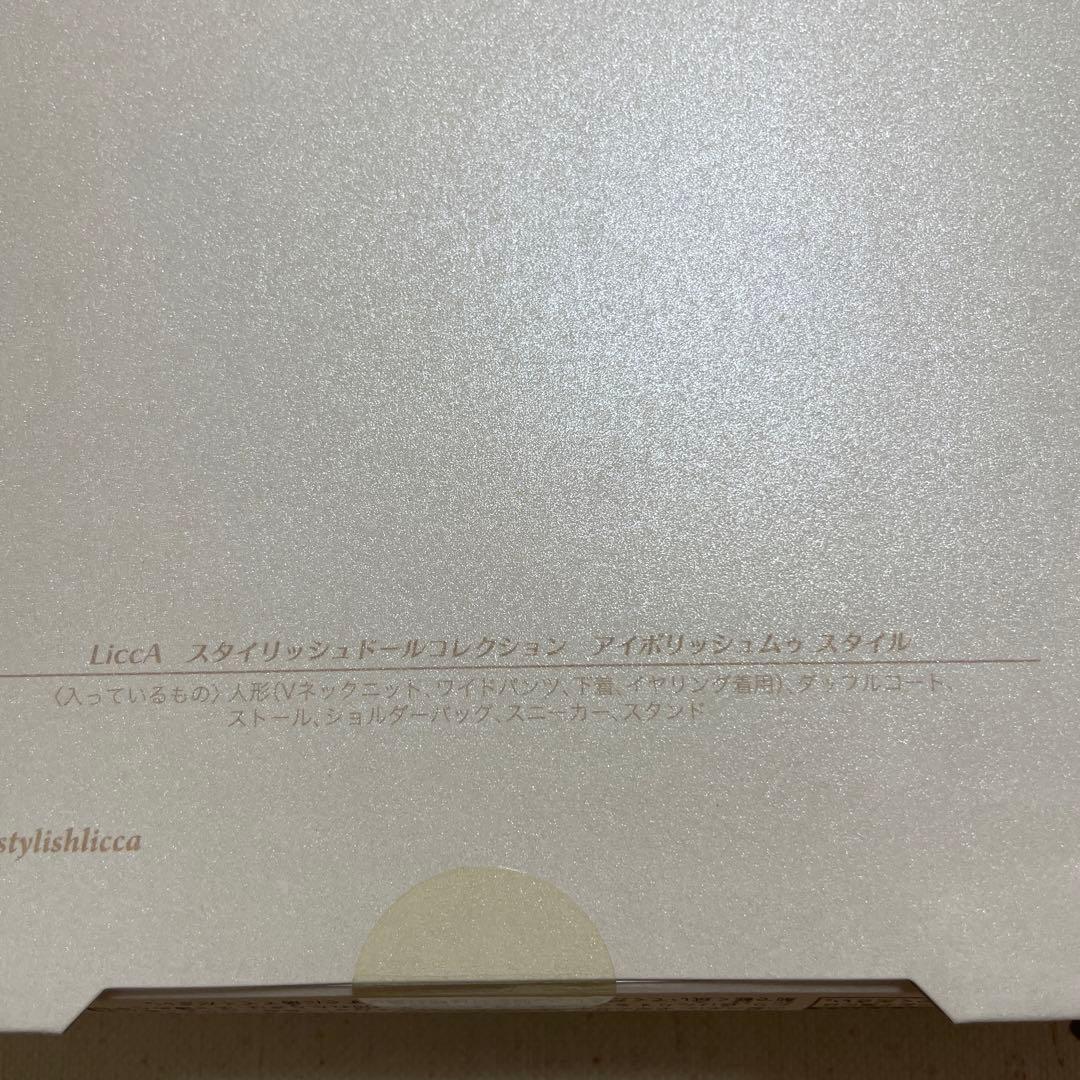 LiccA スタイリッシュドールコレクション アイボリッシュムゥ スタイル
〈入っているもの〉人形(Vネックニット、ワイドパンツ、下着、イヤリング着用)、ダッフルコート、
ストール、ショルダーバッグ、スニーカー、スタンド
stylishlicca